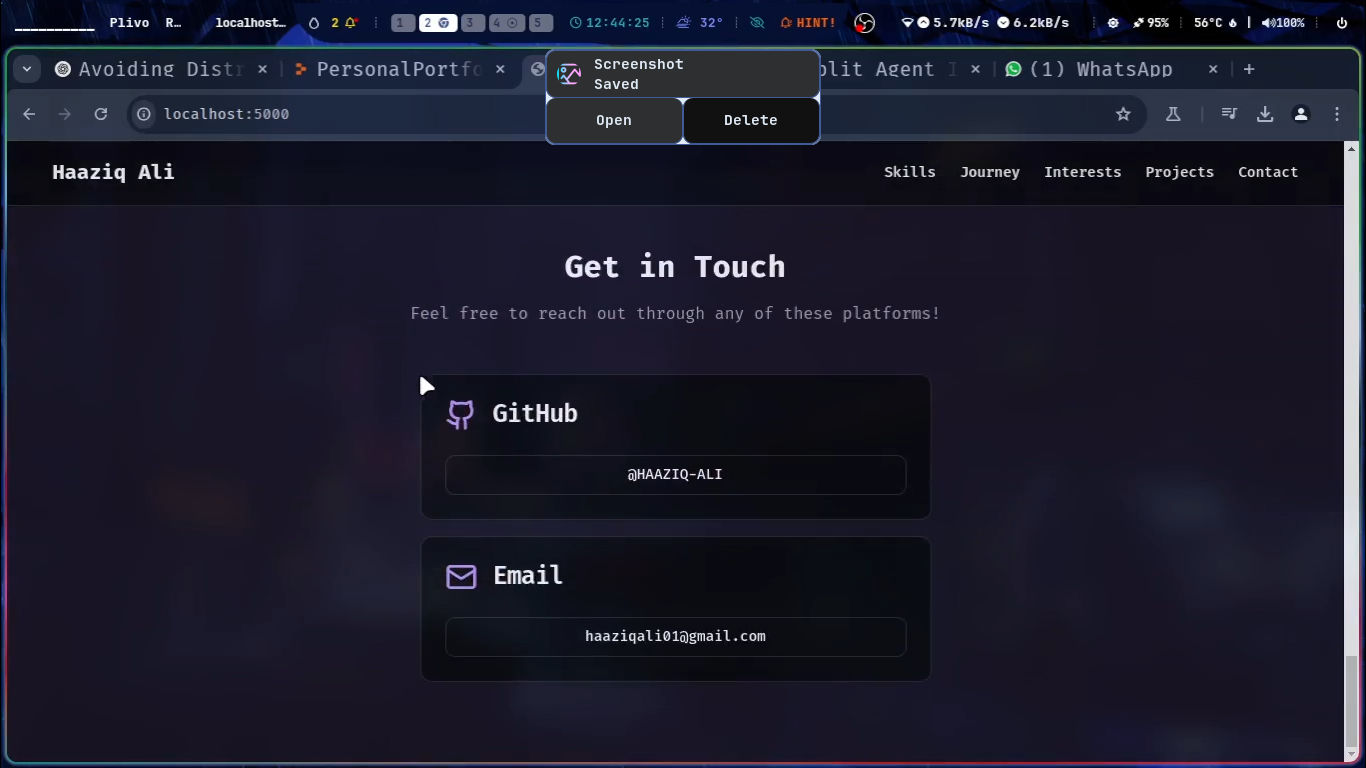 Plivo R… localhost… 2 1 2 3 4 5 12:44:25 32° HINT! 5.7kB/s 6.2kB/s 95% 56°C 100%
Avoiding Distr PersonalPortfo plit Agent I (1) WhatsApp
Screenshot
Saved
Open Delete
localhost:5000
Haaziq Ali Skills Journey Interests Projects Contact
Get in Touch
Feel free to reach out through any of these platforms!
GitHub
@HAAZIQ-ALI
Email
haaziqali01@gmail.com